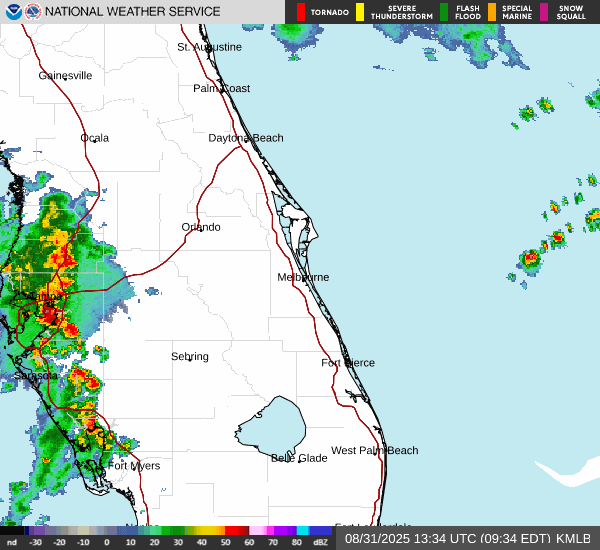 NATIONAL WEATHER SERVICE
TORNADO
SEVERE THUNDERSTORM
FLASH FLOOD
SPECIAL MARINE
SNOW SQUALL
St. Augustine
Gainesville
Palm Coast
Ocala
Daytona Beach
Orlando
Melbourne
Tampa
Sebring
Fort Pierce
Sarasota
West Palm Beach
Belle Glade
Fort Myers
nd -30 -20 -10 0 10 20 30 40 50 60 70 80 dBZ
08/31/2025 13:34 UTC (09:34 EDT) KMLB